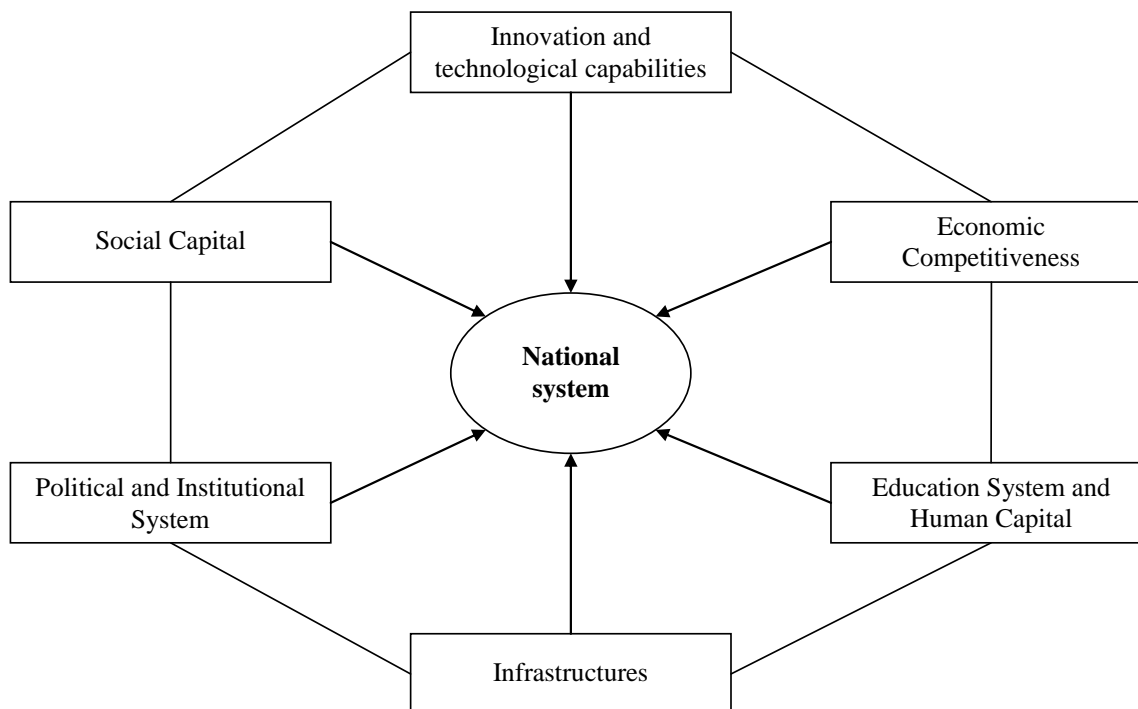 Innovation and
technological capabilities
Social Capital
Economic
Competitiveness
National
system
Political and Institutional
System
Education System and
Human Capital
Infrastructures